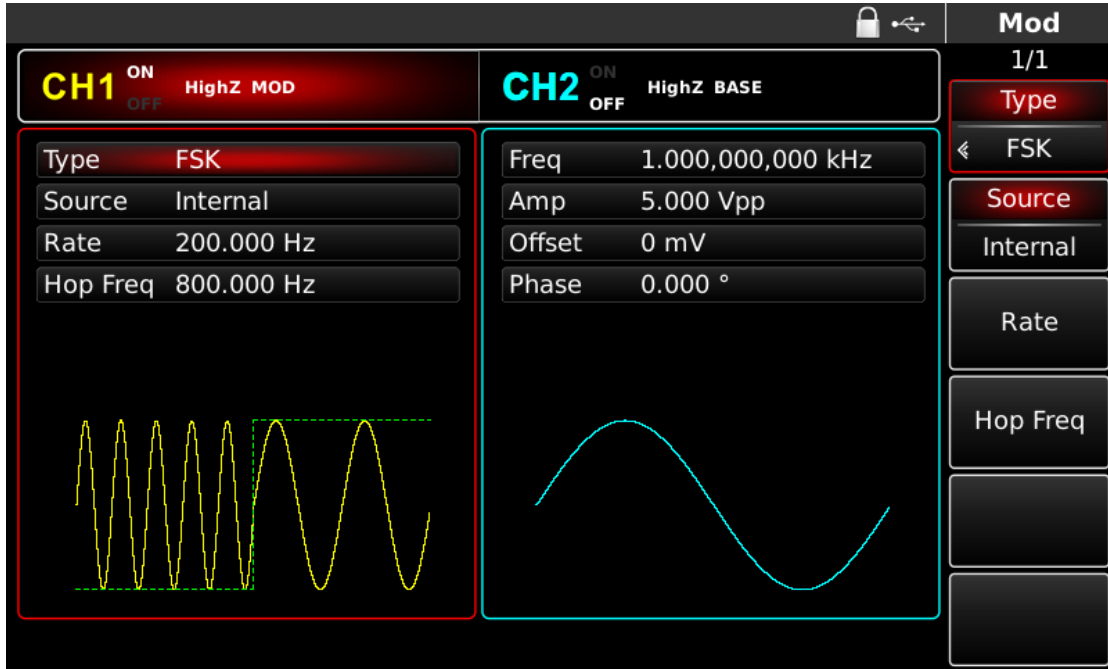 Mod
1/1
CH1 ON OFF HighZ MOD
CH2 ON OFF HighZ BASE
Type FSK
Source Internal
Rate 200.000 Hz
Hop Freq 800.000 Hz
Freq 1.000,000,000 kHz
Amp 5.000 Vpp
Offset 0 mV
Phase 0.000 °
Type
FSK
Source
Internal
Rate
Hop Freq